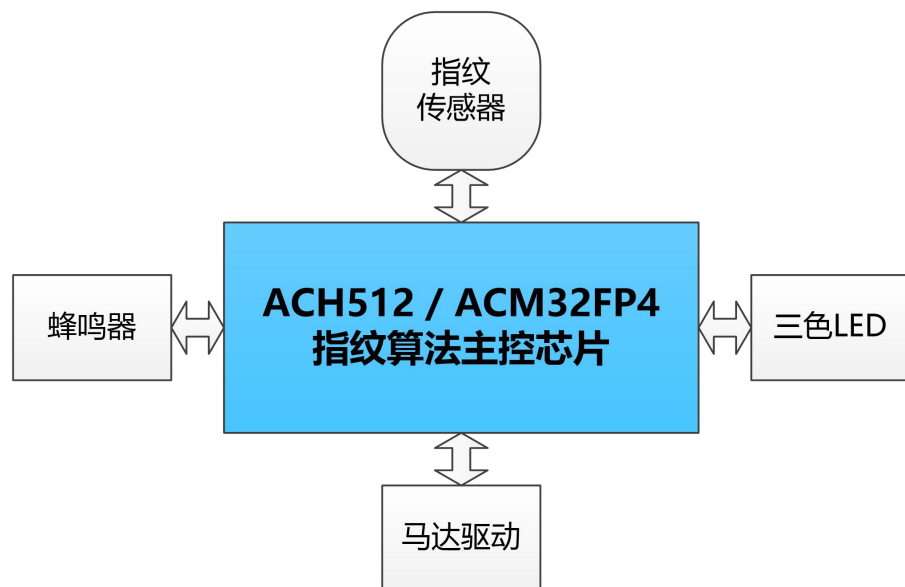 指纹
传感器
蜂鸣器
ACH512 / ACM32FP4
指纹算法主控芯片
三色LED
马达驱动